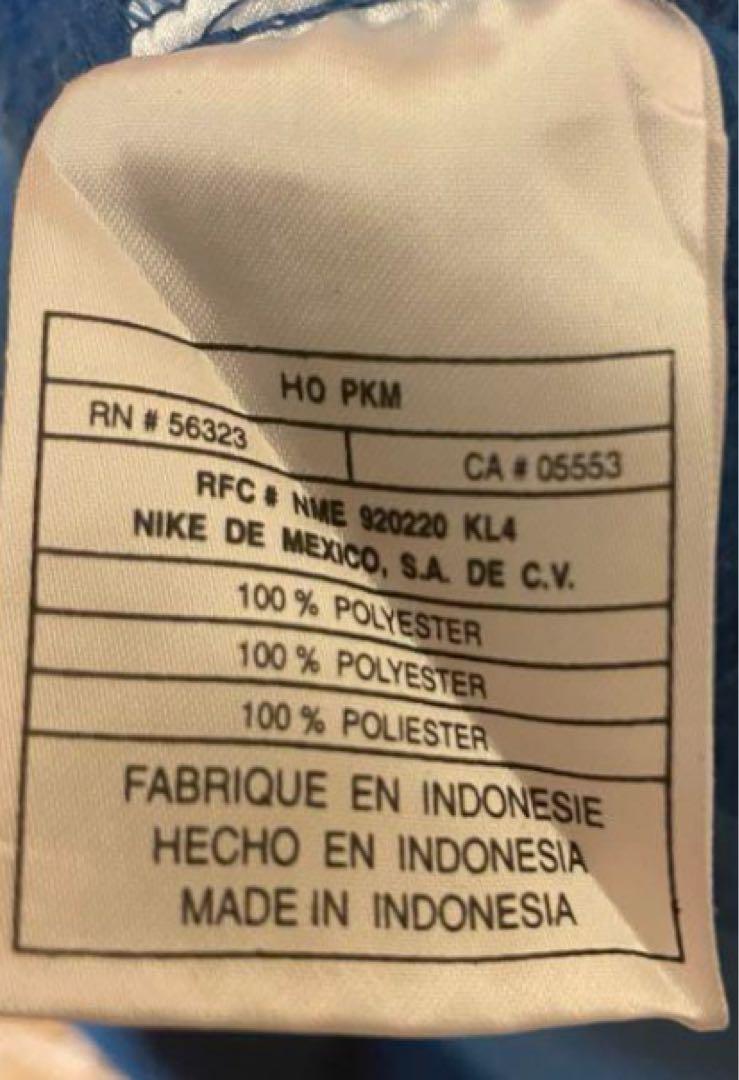 HO PKM
RN # 56323
CA # 05553
RFC # NME 920220 KL4
NIKE DE MEXICO, S.A. DE C.V.
100 % POLYESTER
100 % POLYESTER
100 % POLIESTER
FABRIQUE EN INDONESIE
HECHO EN INDONESIA
MADE IN INDONESIA